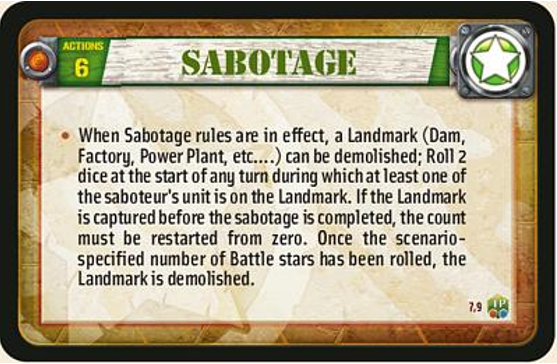 ACTIONS
6
SABOTAGE
• When Sabotage rules are in effect, a Landmark (Dam,
Factory, Power Plant, etc....) can be demolished; Roll 2
dice at the start of any turn during which at least one of
the saboteur's unit is on the Landmark. If the Landmark
is captured before the sabotage is completed, the count
must be restarted from zero. Once the scenario-
specified number of Battle stars has been rolled, the
Landmark is demolished.
7,9